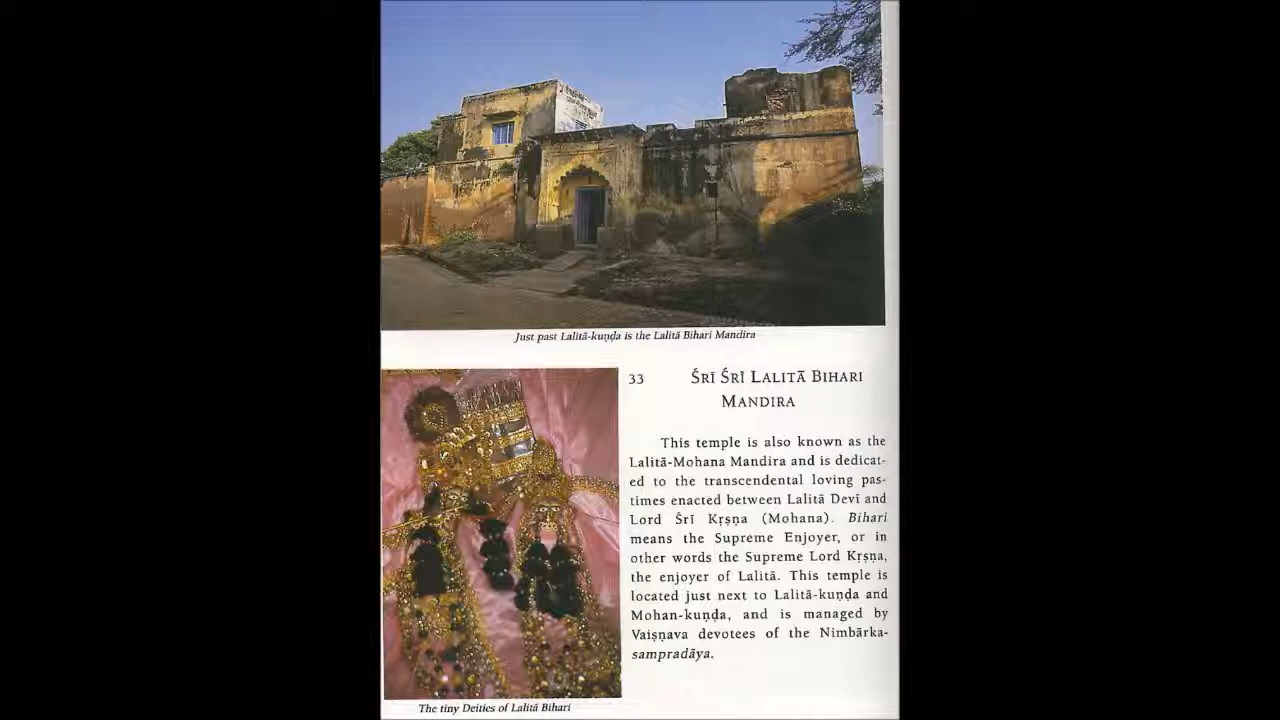 Just past Lalitā-kuṇḍa is the Lalitā Bihari Mandira
33 ŚRĪ ŚRĪ LALITĀ BIHARI
MANDIRA
This temple is also known as the
Lalitā-Mohana Mandira and is dedicat-
ed to the transcendental loving pas-
times enacted between Lalitā Devī and
Lord Śrī Kṛṣṇa (Mohana). Bihari
means the Supreme Enjoyer, or in
other words the Supreme Lord Kṛṣṇa,
the enjoyer of Lalitā. This temple is
located just next to Lalitā-kuṇḍa and
Mohan-kuṇḍa, and is managed by
Vaiṣṇava devotees of the Nimbārka-
sampradāya.
The tiny Deities of Lalitā Bihari